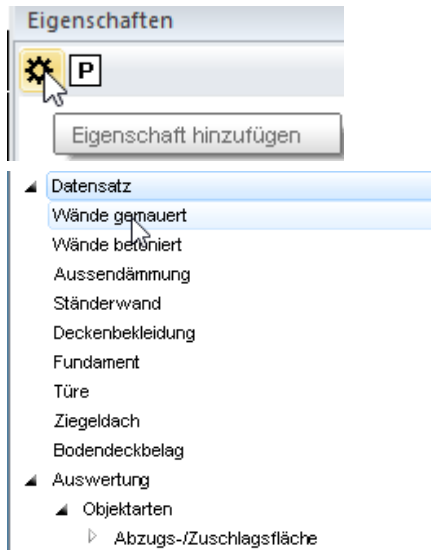 Eigenschaften
P
Eigenschaft hinzufügen
Datensatz
Wände gemauert
Wände betoniert
Aussendämmung
Ständerwand
Deckenbekleidung
Fundament
Türe
Ziegeldach
Bodendeckbelag
Auswertung
Objektarten
Abzugs-/Zuschlagsfläche